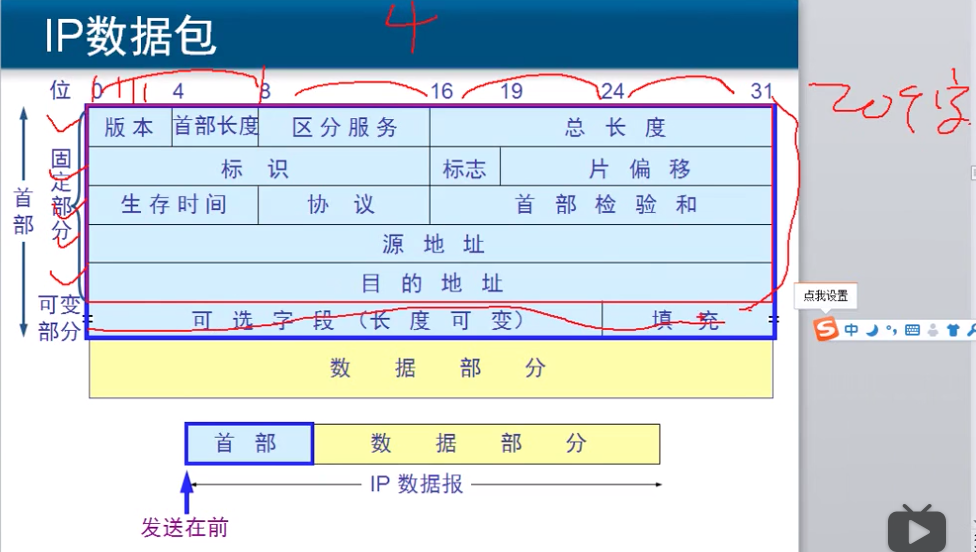 IP数据包
4
位 0 4 8 16 19 24 31
20个字
版本 首部长度 区分服务 总长度
标识 标志 片偏移
生存时间 协议 首部检验和
源地址
目的地址
可选字段（长度可变） 填充
首部
固定部分
可变部分
数据部分
点我设置
中
首部 数据部分
IP 数据报
发送在前